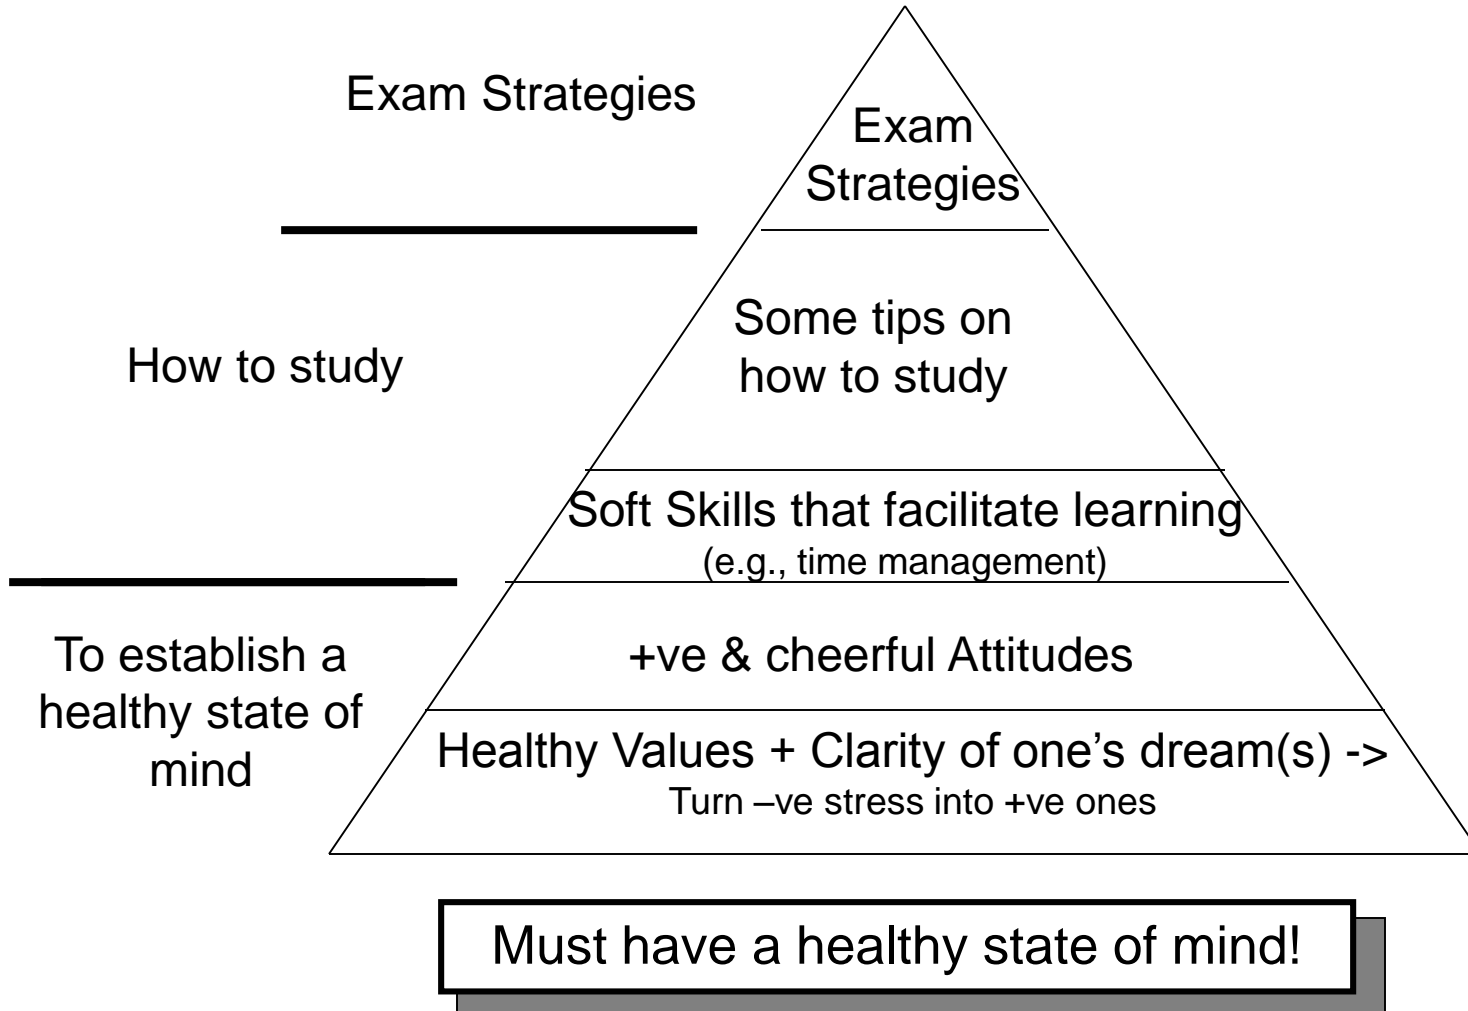 Exam Strategies
Exam
Strategies
How to study
Some tips on
how to study
Soft Skills that facilitate learning
(e.g., time management)
To establish a
healthy state of
mind
+ve & cheerful Attitudes
Healthy Values + Clarity of one’s dream(s) ->
Turn –ve stress into +ve ones
Must have a healthy state of mind!